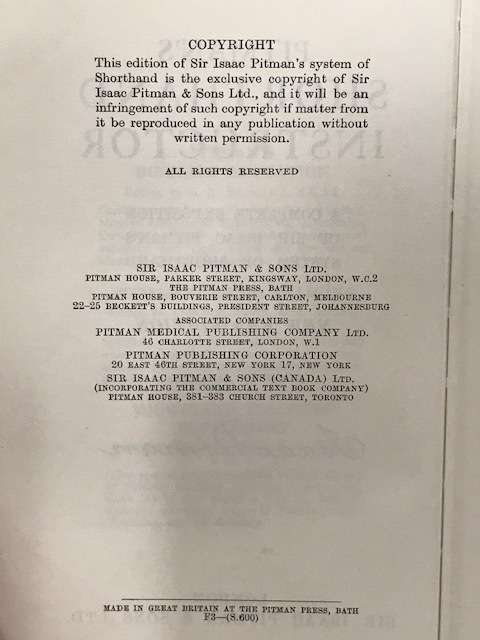 COPYRIGHT
This edition of Sir Isaac Pitman's system of
Shorthand is the exclusive copyright of Sir
Isaac Pitman & Sons Ltd., and it will be an
infringement of such copyright if matter from
it be reproduced in any publication without
written permission.
ALL RIGHTS RESERVED
SIR ISAAC PITMAN & SONS LTD.
PITMAN HOUSE, PARKER STREET, KINGSWAY, LONDON, W.C.2
THE PITMAN PRESS, BATH
PITMAN HOUSE, BOUVERIE STREET, CARLTON, MELBOURNE
22-25 BECKETT'S BUILDINGS, PRESIDENT STREET, JOHANNESBURG
ASSOCIATED COMPANIES
PITMAN MEDICAL PUBLISHING COMPANY LTD.
46 CHARLOTTE STREET, LONDON, W.1
PITMAN PUBLISHING CORPORATION
20 EAST 46TH STREET, NEW YORK 17, NEW YORK
SIR ISAAC PITMAN & SONS (CANADA) LTD.
(INCORPORATING THE COMMERCIAL TEXT BOOK COMPANY)
PITMAN HOUSE, 381-383 CHURCH STREET, TORONTO
MADE IN GREAT BRITAIN AT THE PITMAN PRESS, BATH
F3—(S.600)